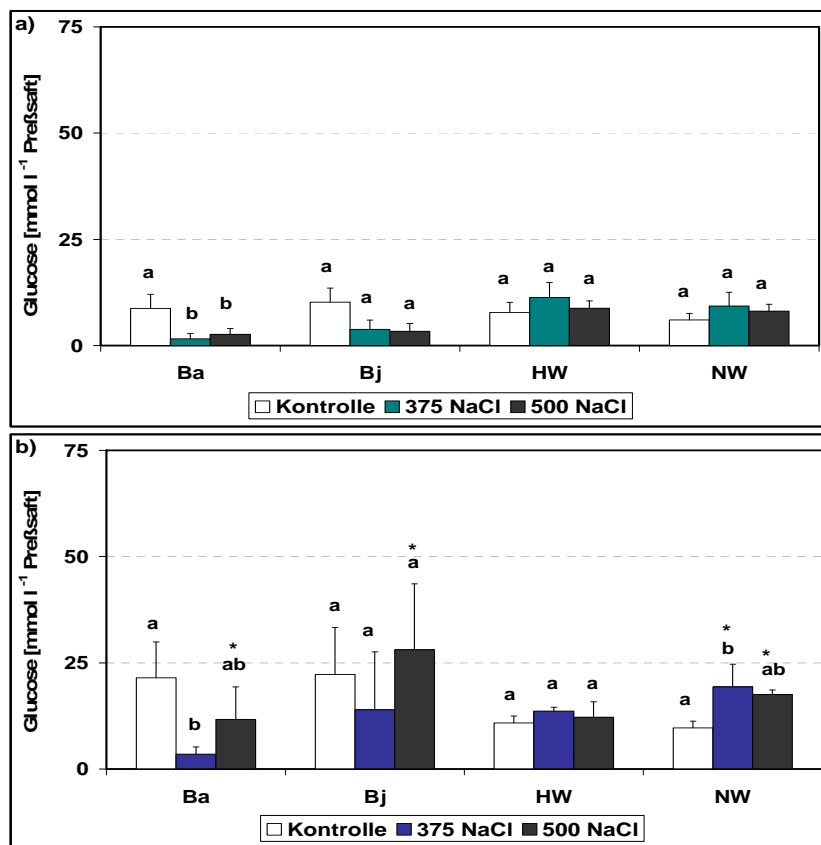 a)
Glucose [mmol l⁻¹ Preßsaft]
75
50
25
0
a b b a a a a a a a a a
Ba Bj HW NW
Kontrolle 375 NaCl 500 NaCl
b)
Glucose [mmol l⁻¹ Preßsaft]
75
50
25
0
* * * *
a b ab a a a a a a a b ab
Ba Bj HW NW
Kontrolle 375 NaCl 500 NaCl